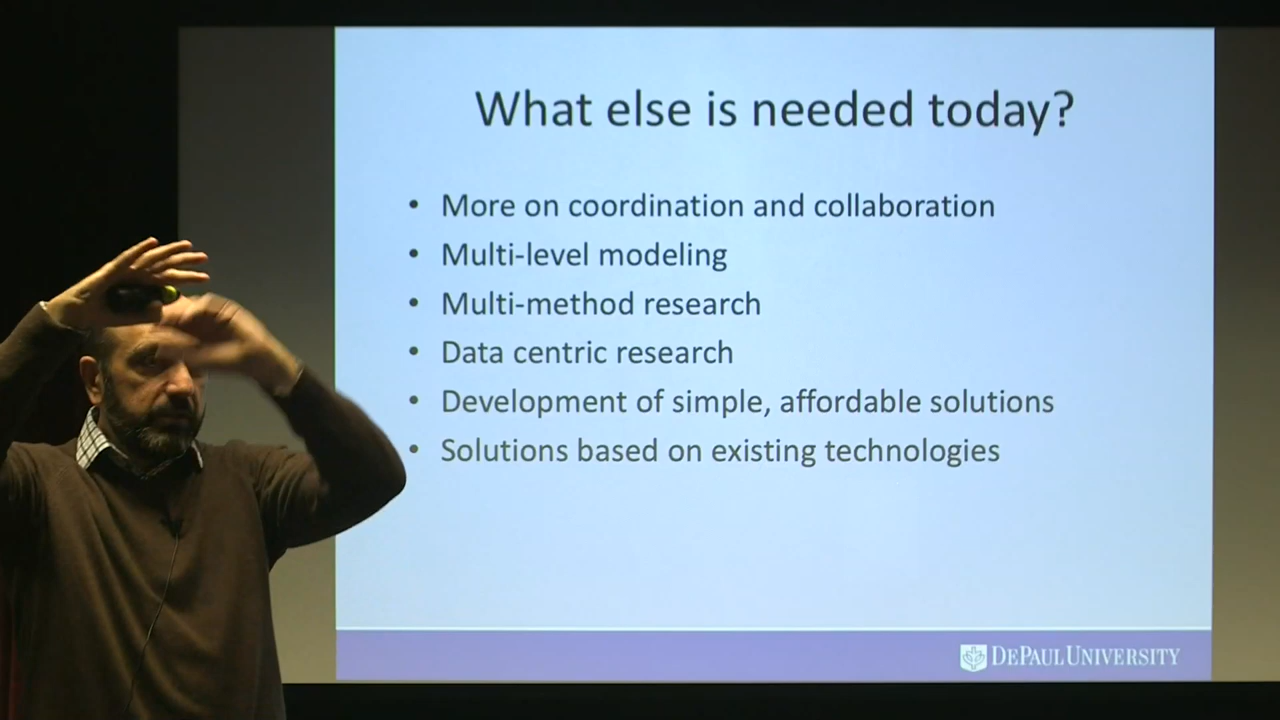 What else is needed today?
• More on coordination and collaboration
• Multi-level modeling
• Multi-method research
• Data centric research
• Development of simple, affordable solutions
• Solutions based on existing technologies
DEPAUL UNIVERSITY